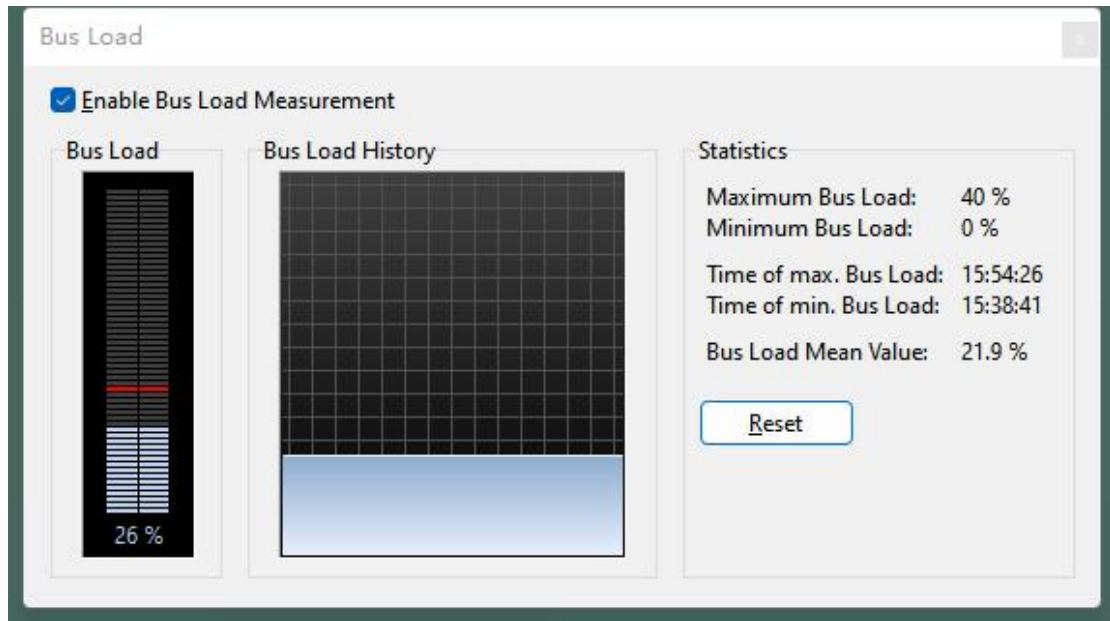 Bus Load
Enable Bus Load Measurement
Bus Load
26 %
Bus Load History
Statistics
Maximum Bus Load: 40 %
Minimum Bus Load: 0 %
Time of max. Bus Load: 15:54:26
Time of min. Bus Load: 15:38:41
Bus Load Mean Value: 21.9 %
Reset